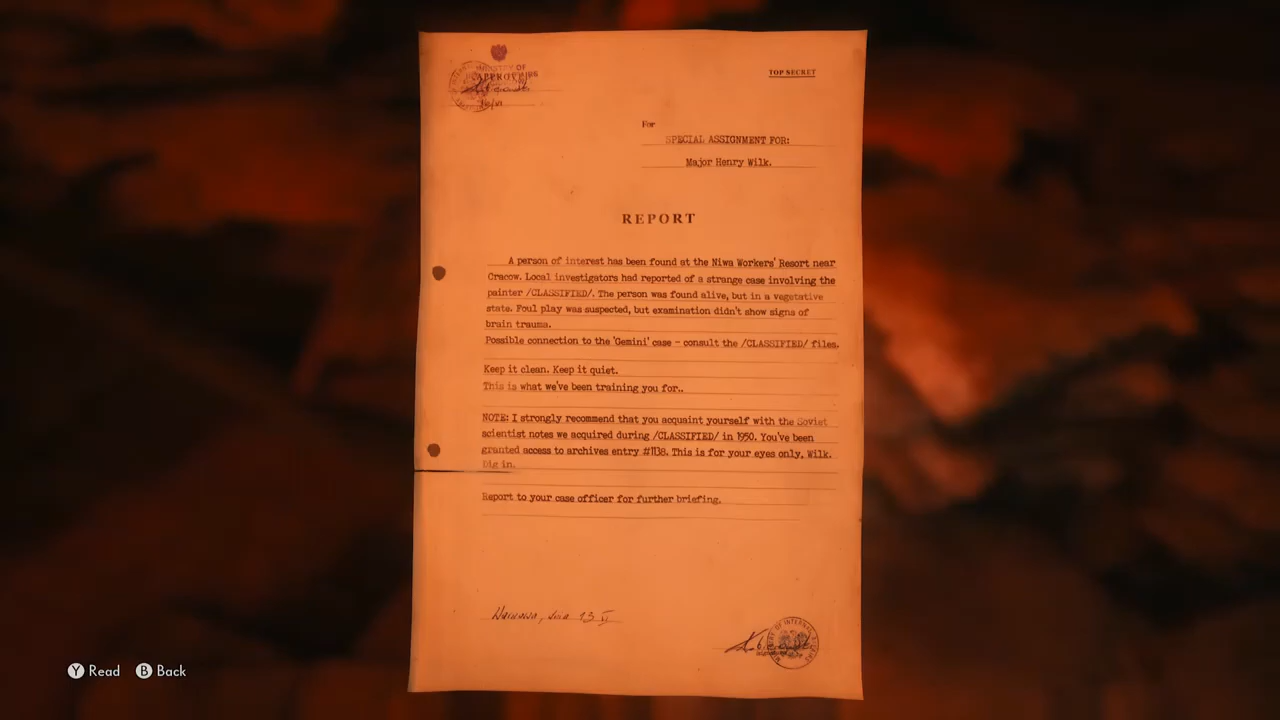 MINISTRY OF
TOP SECRET
For
SPECIAL ASSIGNMENT FOR:
Major Henry Wilk.
REPORT
A person of interest has been found at the Niwa Workers' Resort near
Cracow. Local investigators had reported of a strange case involving the
painter /CLASSIFIED/. The person was found alive, but in a vegetative
state. Foul play was suspected, but examination didn't show signs of
brain trauma.
Possible connection to the 'Gemini' case - consult the /CLASSIFIED/ files.
Keep it clean. Keep it quiet.
This is what we've been training you for..
NOTE: I strongly recommend that you acquaint yourself with the Soviet
scientist notes we acquired during /CLASSIFIED/ in 1950. You've been
granted access to archives entry #1138. This is for your eyes only, Wilk.
Dig in.
Report to your case officer for further briefing.
MINISTRY OF INTERNAL
Y Read B Back